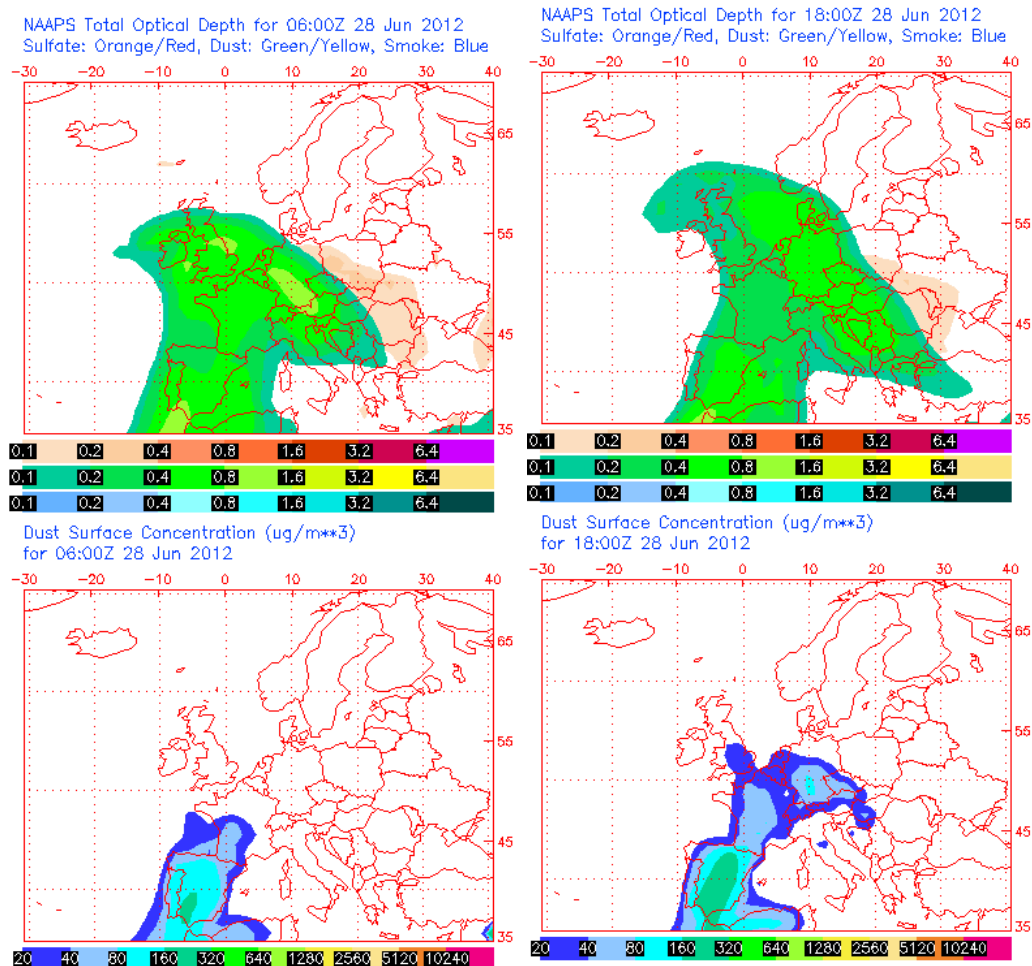 NAAPS Total Optical Depth for 06:00Z 28 Jun 2012
Sulfate: Orange/Red, Dust: Green/Yellow, Smoke: Blue
-30 -20 -10 0 10 20 30 40
65
55
45
35
0.1 0.2 0.4 0.8 1.6 3.2 6.4
0.1 0.2 0.4 0.8 1.6 3.2 6.4
0.1 0.2 0.4 0.8 1.6 3.2 6.4
NAAPS Total Optical Depth for 18:00Z 28 Jun 2012
Sulfate: Orange/Red, Dust: Green/Yellow, Smoke: Blue
-30 -20 -10 0 10 20 30 40
65
55
45
35
0.1 0.2 0.4 0.8 1.6 3.2 6.4
0.1 0.2 0.4 0.8 1.6 3.2 6.4
0.1 0.2 0.4 0.8 1.6 3.2 6.4
Dust Surface Concentration (ug/m**3)
for 06:00Z 28 Jun 2012
-30 -20 -10 0 10 20 30 40
65
55
45
35
20 40 80 160 320 640 1280 2560 5120 10240
Dust Surface Concentration (ug/m**3)
for 18:00Z 28 Jun 2012
-30 -20 -10 0 10 20 30 40
65
55
45
35
20 40 80 160 320 640 1280 2560 5120 10240